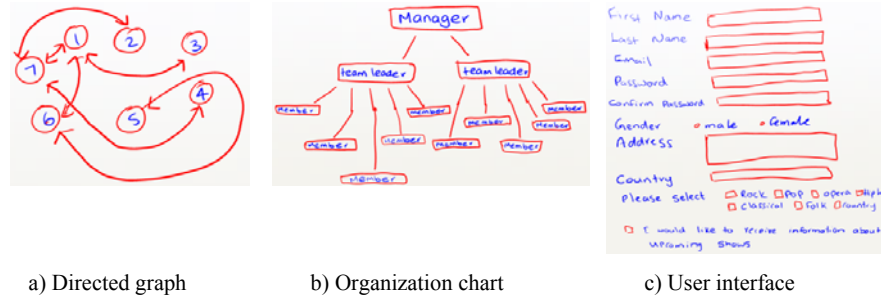 1
2
3
7
4
6
5
Manager
team leader
team leader
Member
Member
Member
Member
Member
Member
Member
Member
Member
Member
Member
First Name
Last Name
Email
Password
Confirm Password
Gender male female
Address
Country
Please select Rock Pop opera
Classical Folk Country
I would like to receive information about
upcoming shows
a) Directed graph
b) Organization chart
c) User interface